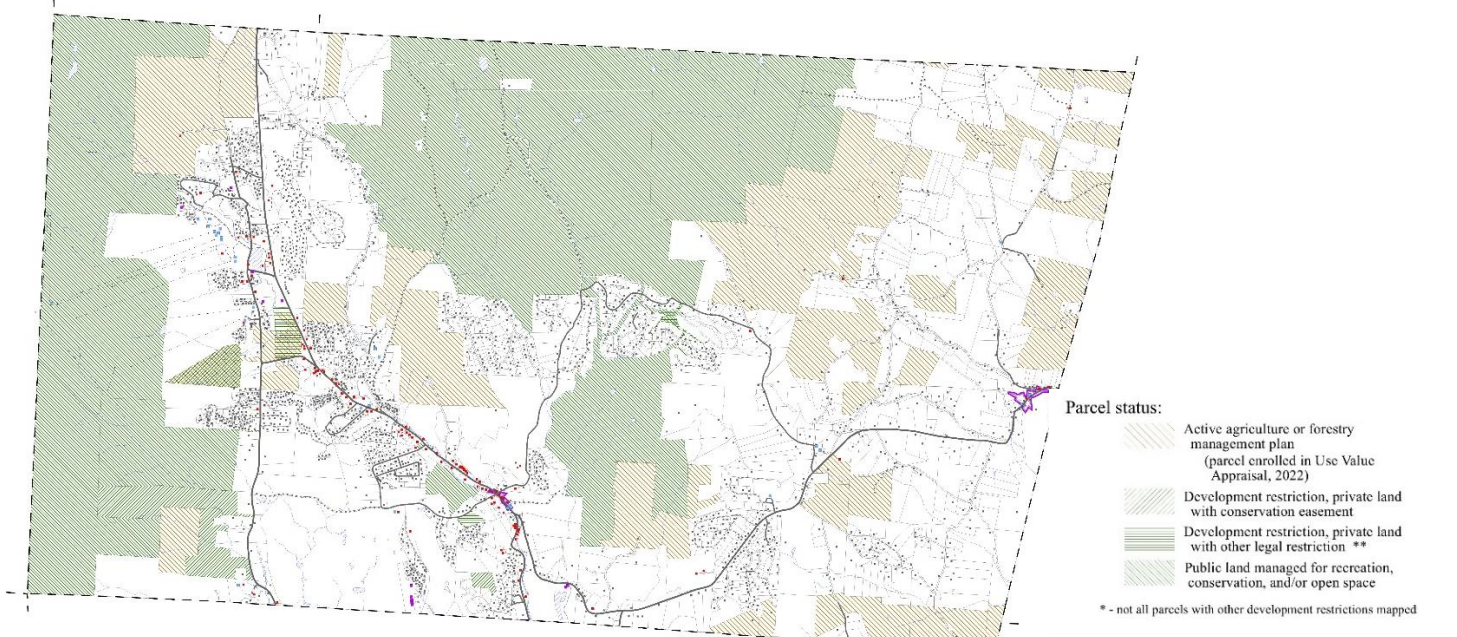 Parcel status:
Active agriculture or forestry
management plan
(parcel enrolled in Use Value
Appraisal, 2022)
Development restriction, private land
with conservation easement
Development restriction, private land
with other legal restriction **
Public land managed for recreation,
conservation, and/or open space
* - not all parcels with other development restrictions mapped